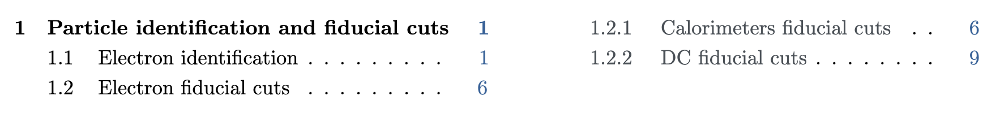 1 Particle identification and fiducial cuts 1
1.1 Electron identification . . . . . . . . . 1
1.2 Electron fiducial cuts . . . . . . . . . 6
1.2.1 Calorimeters fiducial cuts . . 6
1.2.2 DC fiducial cuts . . . . . . . . 9